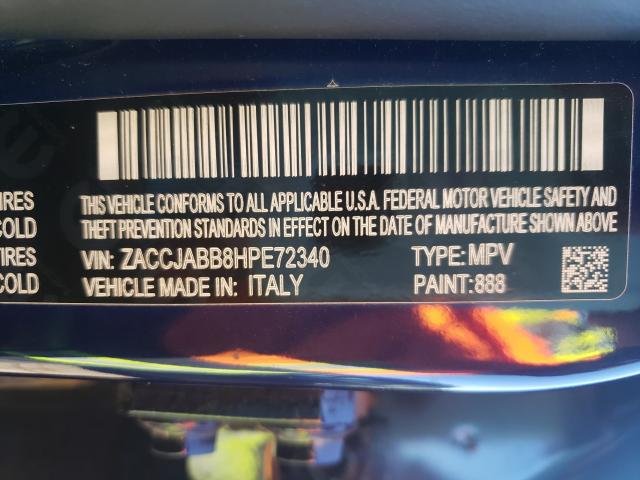 THIS VEHICLE CONFORMS TO ALL APPLICABLE U.S.A. FEDERAL MOTOR VEHICLE SAFETY AND
IRES
THEFT PREVENTION STANDARDS IN EFFECT ON THE DATE OF MANUFACTURE SHOWN ABOVE
COLD
IRES
VIN: ZACCJABB8HPE72340 TYPE: MPV
COLD
VEHICLE MADE IN: ITALY PAINT:888